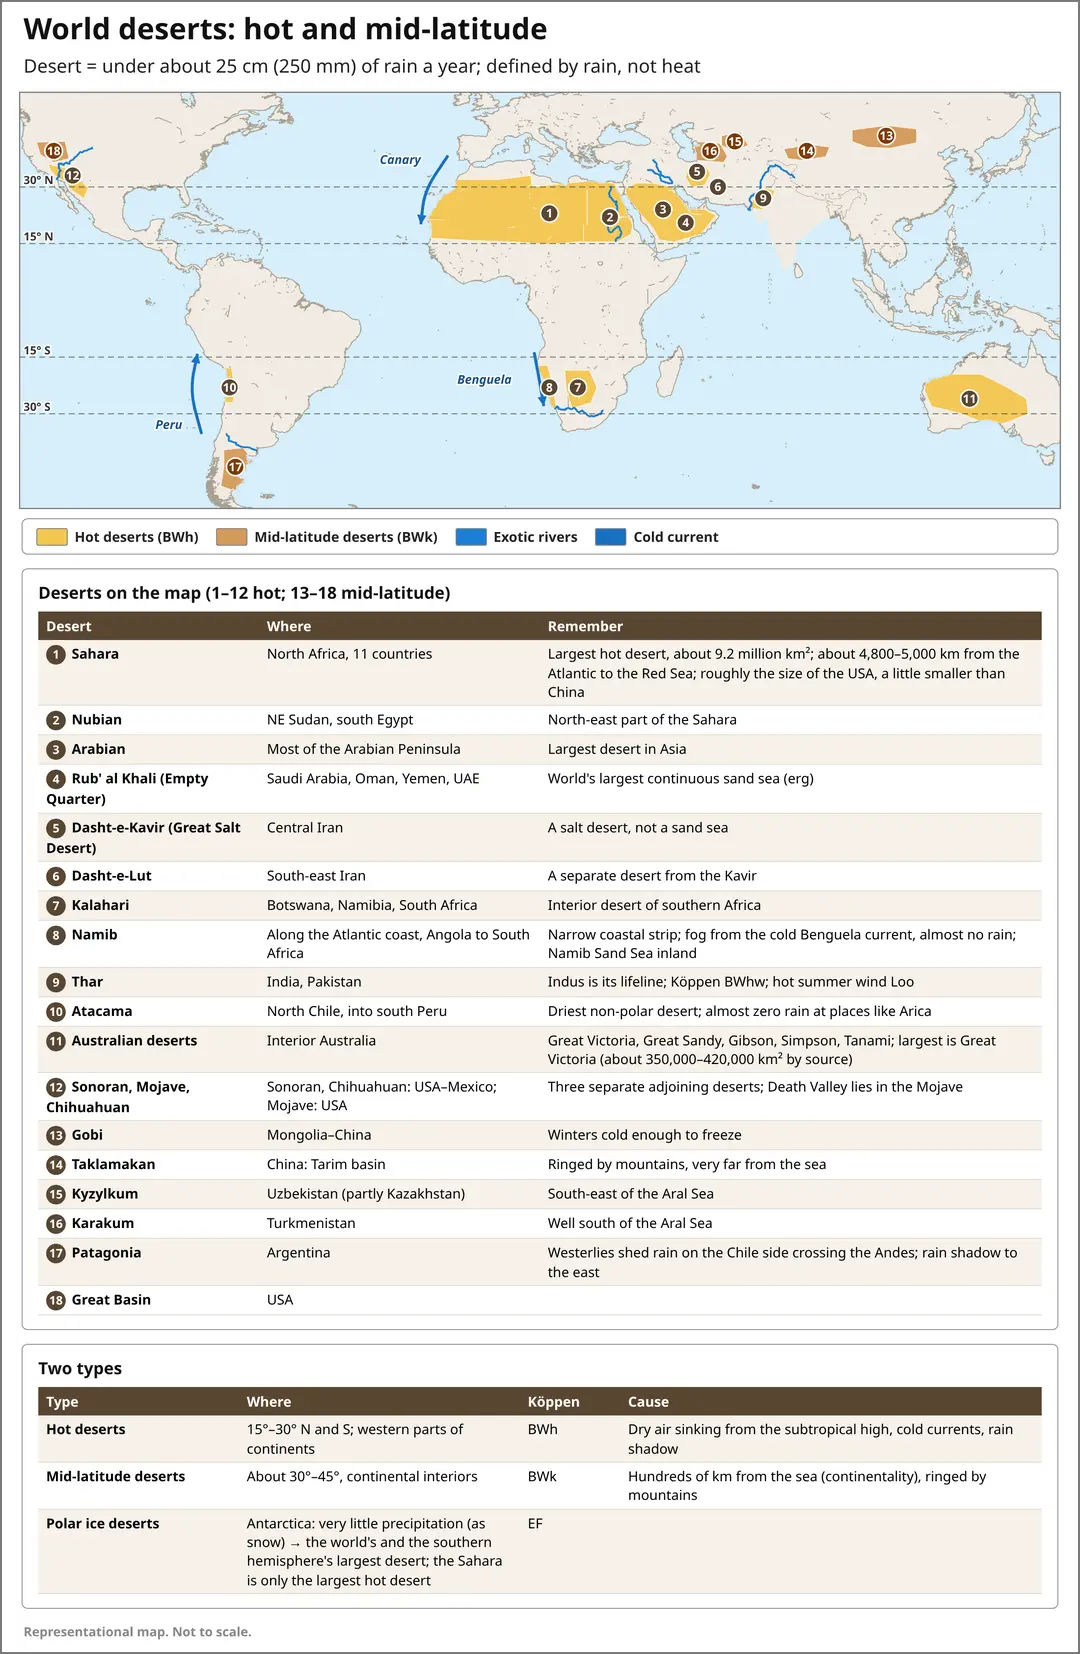 World deserts: hot and mid-latitude
Desert = under about 25 cm (250 mm) of rain a year; defined by rain, not heat
Canary
30° N
15° N
15° S
30° S
Benguela
Peru
18
12
1
2
3
4
5
6
9
16
15
14
13
10
8
7
11
17
Hot deserts (BWh)
Mid-latitude deserts (BWk)
Exotic rivers
Cold current
Deserts on the map (1–12 hot; 13–18 mid-latitude)
Desert Where Remember
1 Sahara North Africa, 11 countries Largest hot desert, about 9.2 million km²; about 4,800–5,000 km from the
Atlantic to the Red Sea; roughly the size of the USA, a little smaller than
China
2 Nubian NE Sudan, south Egypt North-east part of the Sahara
3 Arabian Most of the Arabian Peninsula Largest desert in Asia
4 Rub' al Khali (Empty Saudi Arabia, Oman, Yemen, UAE World's largest continuous sand sea (erg)
Quarter)
5 Dasht-e-Kavir (Great Salt Central Iran A salt desert, not a sand sea
Desert)
6 Dasht-e-Lut South-east Iran A separate desert from the Kavir
7 Kalahari Botswana, Namibia, South Africa Interior desert of southern Africa
8 Namib Along the Atlantic coast, Angola to South Narrow coastal strip; fog from the cold Benguela current, almost no rain;
Africa Namib Sand Sea inland
9 Thar India, Pakistan Indus is its lifeline; Köppen BWhw; hot summer wind Loo
10 Atacama North Chile, into south Peru Driest non-polar desert; almost zero rain at places like Arica
11 Australian deserts Interior Australia Great Victoria, Great Sandy, Gibson, Simpson, Tanami; largest is Great
Victoria (about 350,000–420,000 km² by source)
12 Sonoran, Mojave, Sonoran, Chihuahuan: USA–Mexico; Three separate adjoining deserts; Death Valley lies in the Mojave
Chihuahuan Mojave: USA
13 Gobi Mongolia–China Winters cold enough to freeze
14 Taklamakan China: Tarim basin Ringed by mountains, very far from the sea
15 Kyzylkum Uzbekistan (partly Kazakhstan) South-east of the Aral Sea
16 Karakum Turkmenistan Well south of the Aral Sea
17 Patagonia Argentina Westerlies shed rain on the Chile side crossing the Andes; rain shadow to
the east
18 Great Basin USA
Two types
Type Where Köppen Cause
Hot deserts 15°–30° N and S; western parts of BWh Dry air sinking from the subtropical high, cold currents, rain
continents shadow
Mid-latitude deserts About 30°–45°, continental interiors BWk Hundreds of km from the sea (continentality), ringed by
mountains
Polar ice deserts Antarctica: very little precipitation (as EF
snow) → the world's and the southern
hemisphere's largest desert; the Sahara
is only the largest hot desert
Representational map. Not to scale.